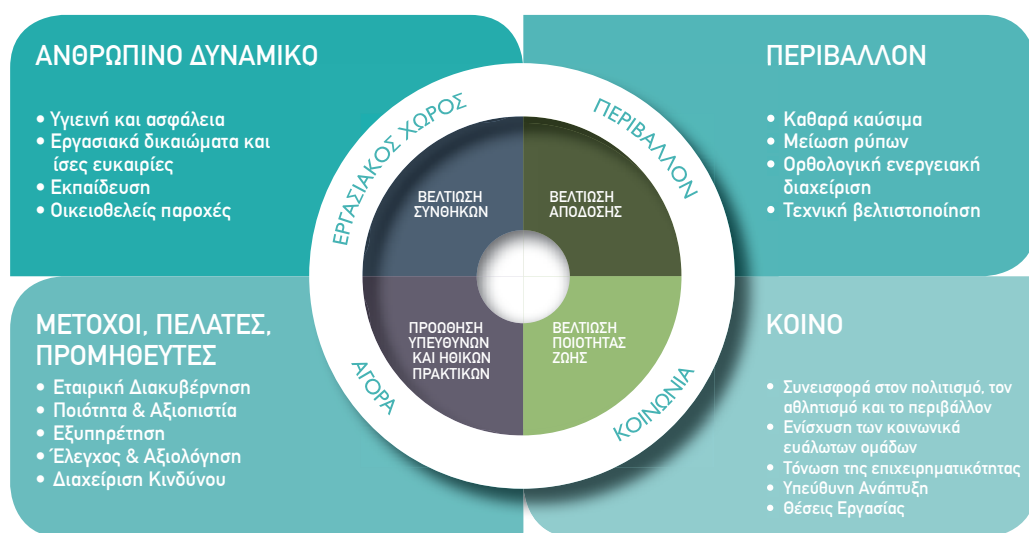 ΑΝΘΡΩΠΙΝΟ ΔΥΝΑΜΙΚΟ
• Υγιεινή και ασφάλεια
• Εργασιακά δικαιώματα και
ίσες ευκαιρίες
• Εκπαίδευση
• Οικειοθελείς παροχές
ΠΕΡΙΒΑΛΛΟΝ
• Καθαρά καύσιμα
• Μείωση ρύπων
• Ορθολογική ενεργειακή
διαχείριση
• Τεχνική βελτιστοποίηση
ΕΡΓΑΣΙΑΚΟΣ ΧΩΡΟΣ
ΠΕΡΙΒΑΛΛΟΝ
ΒΕΛΤΙΩΣΗ
ΣΥΝΘΗΚΩΝ
ΒΕΛΤΙΩΣΗ
ΑΠΟΔΟΣΗΣ
ΠΡΟΩΘΗΣΗ
ΥΠΕΥΘΥΝΩΝ
ΚΑΙ ΗΘΙΚΩΝ
ΠΡΑΚΤΙΚΩΝ
ΒΕΛΤΙΩΣΗ
ΠΟΙΟΤΗΤΑΣ
ΖΩΗΣ
ΑΓΟΡΑ
ΚΟΙΝΩΝΙΑ
ΜΕΤΟΧΟΙ, ΠΕΛΑΤΕΣ,
ΠΡΟΜΗΘΕΥΤΕΣ
• Εταιρική Διακυβέρνηση
• Ποιότητα & Αξιοπιστία
• Εξυπηρέτηση
• Έλεγχος & Αξιολόγηση
• Διαχείριση Κινδύνου
ΚΟΙΝΟ
• Συνεισφορά στον πολιτισμό, τον
αθλητισμό και το περιβάλλον
• Ενίσχυση των κοινωνικά
ευάλωτων ομάδων
• Τόνωση της επιχειρηματικότητας
• Υπεύθυνη Ανάπτυξη
• Θέσεις Εργασίας